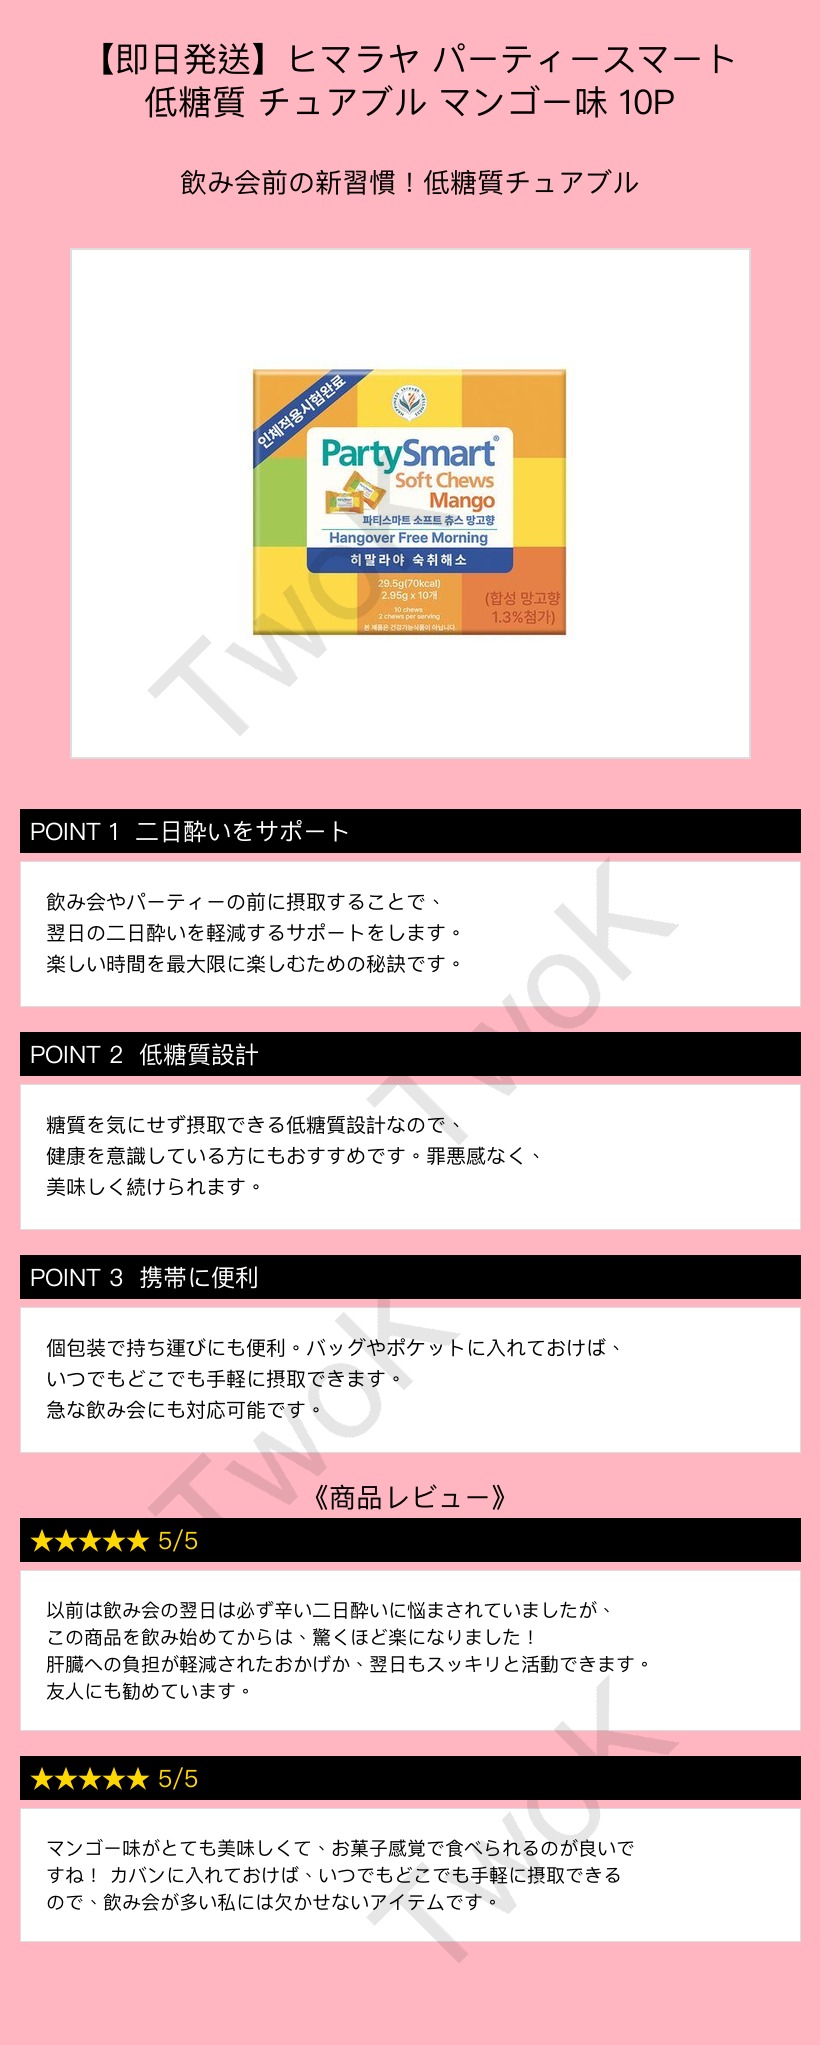 【即日発送】ヒマラヤ パーティースマート
低糖質 チュアブル マンゴー味 10P
飲み会前の新習慣！低糖質チュアブル
인체적용시험완료
HAPPINESS through WELLNESS
PartySmart®
Soft Chews
Mango
파티스마트 소프트 츄스 망고향
Hangover Free Morning
히말라야 숙취해소
29.5g(70kcal)
2.95g x 10개
10 chews
2 chews per serving
본 제품은 건강기능식품이 아닙니다.
(합성 망고향
1.3%첨가)
TwoK
POINT 1 二日酔いをサポート
飲み会やパーティーの前に摂取することで、
翌日の二日酔いを軽減するサポートをします。
楽しい時間を最大限に楽しむための秘訣です。
TwoK
POINT 2 低糖質設計
糖質を気にせず摂取できる低糖質設計なので、
健康を意識している方にもおすすめです。罪悪感なく、
美味しく続けられます。
POINT 3 携帯に便利
個包装で持ち運びにも便利。バッグやポケットに入れておけば、
いつでもどこでも手軽に摂取できます。
急な飲み会にも対応可能です。
TwoK
《商品レビュー》
★★★★★ 5/5
以前は飲み会の翌日は必ず辛い二日酔いに悩まされていましたが、
この商品を飲み始めてからは、驚くほど楽になりました！
肝臓への負担が軽減されたおかげか、翌日もスッキリと活動できます。
友人にも勧めています。
★★★★★ 5/5
マンゴー味がとても美味しくて、お菓子感覚で食べられるのが良いで
すね！ カバンに入れておけば、いつでもどこでも手軽に摂取できる
ので、飲み会が多い私には欠かせないアイテムです。
TwoK